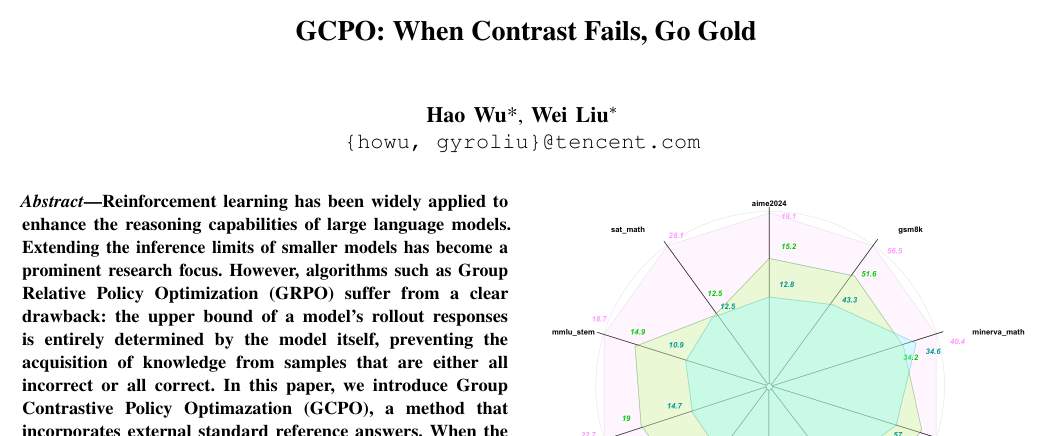 GCPO: When Contrast Fails, Go Gold
Hao Wu*, Wei Liu*
{howu, gyroliu}@tencent.com
Abstract—Reinforcement learning has been widely applied to
enhance the reasoning capabilities of large language models.
Extending the inference limits of smaller models has become a
prominent research focus. However, algorithms such as Group
Relative Policy Optimization (GRPO) suffer from a clear
drawback: the upper bound of a model's rollout responses
is entirely determined by the model itself, preventing the
acquisition of knowledge from samples that are either all
incorrect or all correct. In this paper, we introduce Group
Contrastive Policy Optimazation (GCPO), a method that
incorporates external standard reference answers. When the
aime2024
19.1
sat_math
gsm8k
28.1
15.2
56.5
51.6
12.8
12.5
43.3
12.5
18.7
mmlu_stem
14.9
minerva_math
40.4
10.9
34.6
34.2
14.7
19
57
22.7